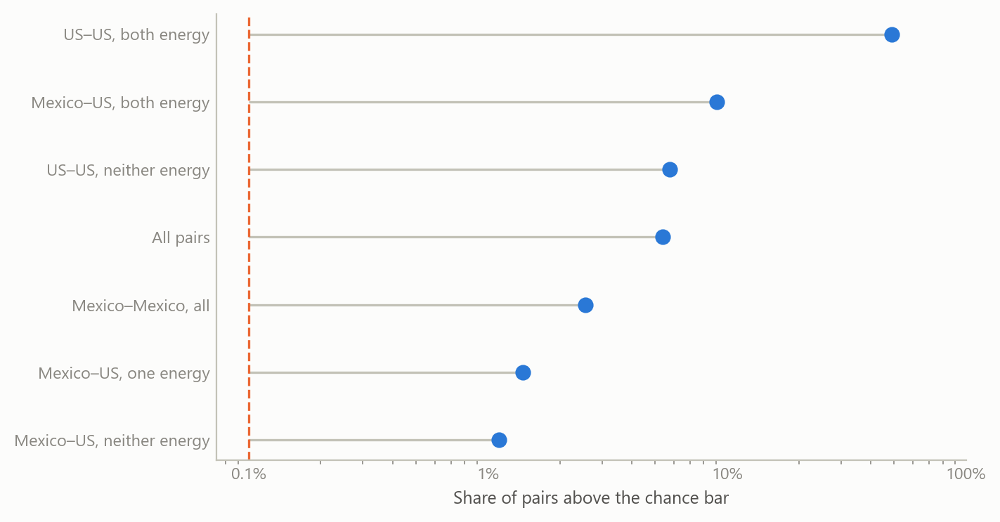 US–US, both energy
Mexico–US, both energy
US–US, neither energy
All pairs
Mexico–Mexico, all
Mexico–US, one energy
Mexico–US, neither energy
0.1% 1% 10% 100%
Share of pairs above the chance bar